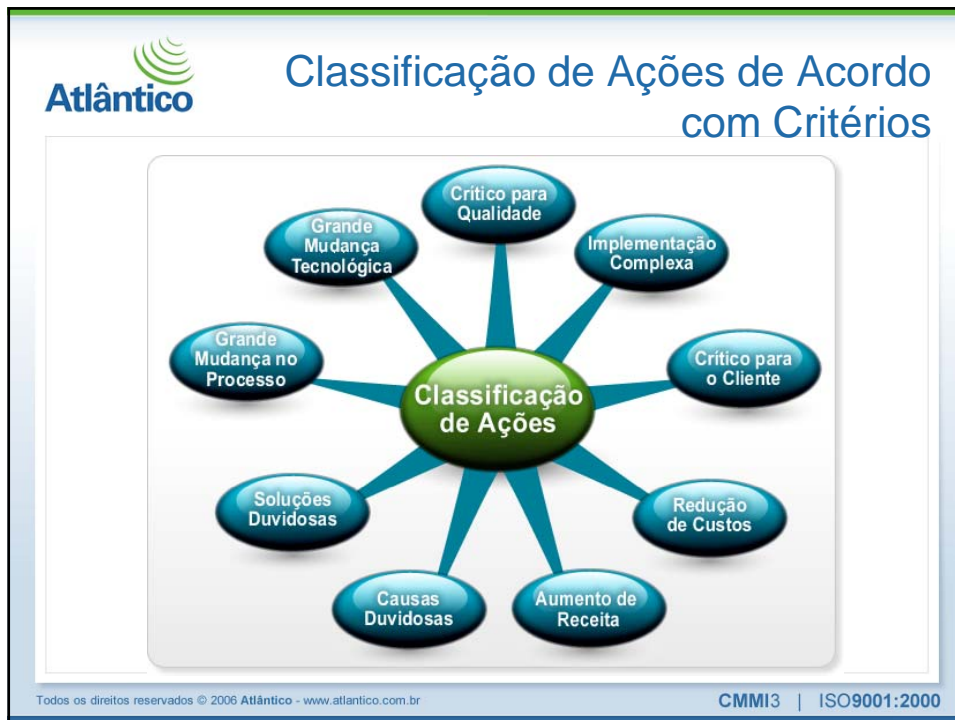 Atlântico
Classificação de Ações de Acordo
com Critérios
Crítico para
Qualidade
Grande
Mudança
Tecnológica
Implementação
Complexa
Grande
Mudança no
Processo
Crítico para
o Cliente
Classificação
de Ações
Soluções
Duvidosas
Redução
de Custos
Causas
Duvidosas
Aumento de
Receita
Todos os direitos reservados © 2006 Atlântico - www.atlantico.com.br
CMMI3 | ISO9001:2000